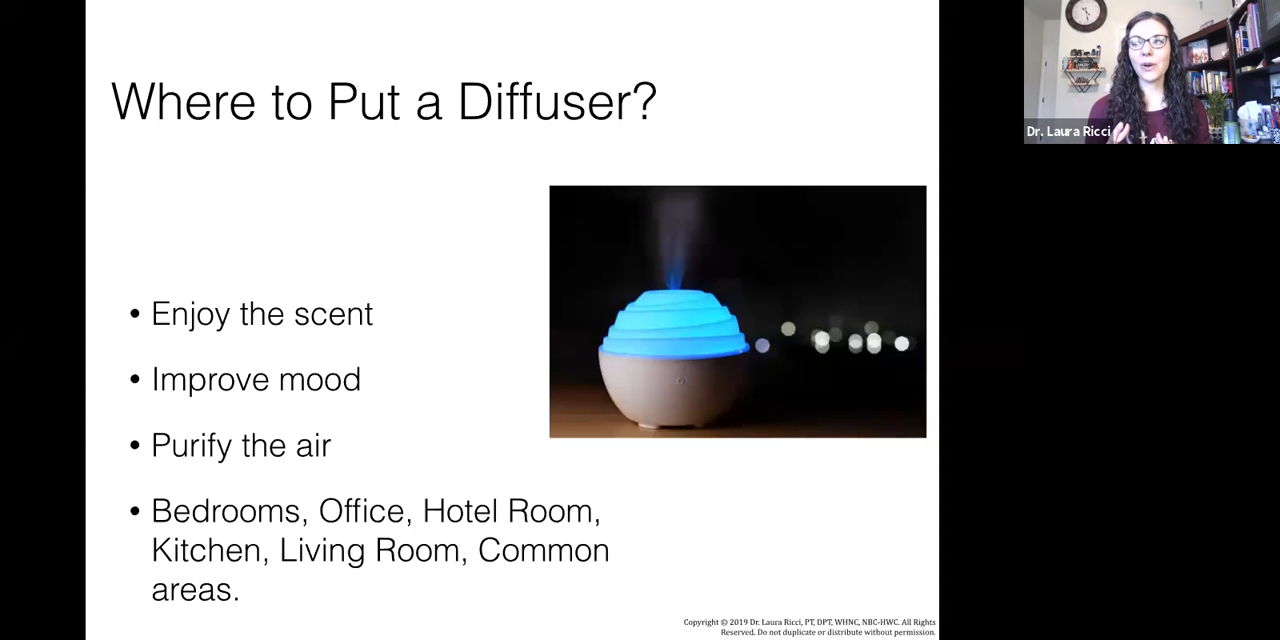 Where to Put a Diffuser?
Dr. Laura Ricci
• Enjoy the scent
• Improve mood
• Purify the air
• Bedrooms, Office, Hotel Room,
Kitchen, Living Room, Common
areas.
Copyright © 2019 Dr. Laura Ricci, PT, DPT, WHNC, NBC-HWC. All Rights
Reserved. Do not duplicate or distribute without permission.